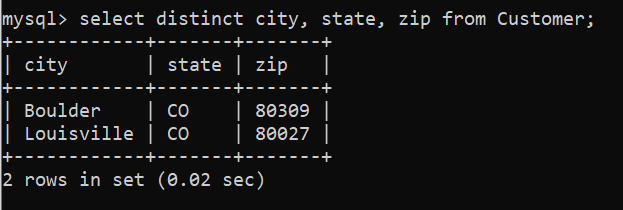 mysql> select distinct city, state, zip from Customer;
+------------+-------+-------+
| city       | state | zip   |
+------------+-------+-------+
| Boulder    | CO    | 80309 |
| Louisville | CO    | 80027 |
+------------+-------+-------+
2 rows in set (0.02 sec)